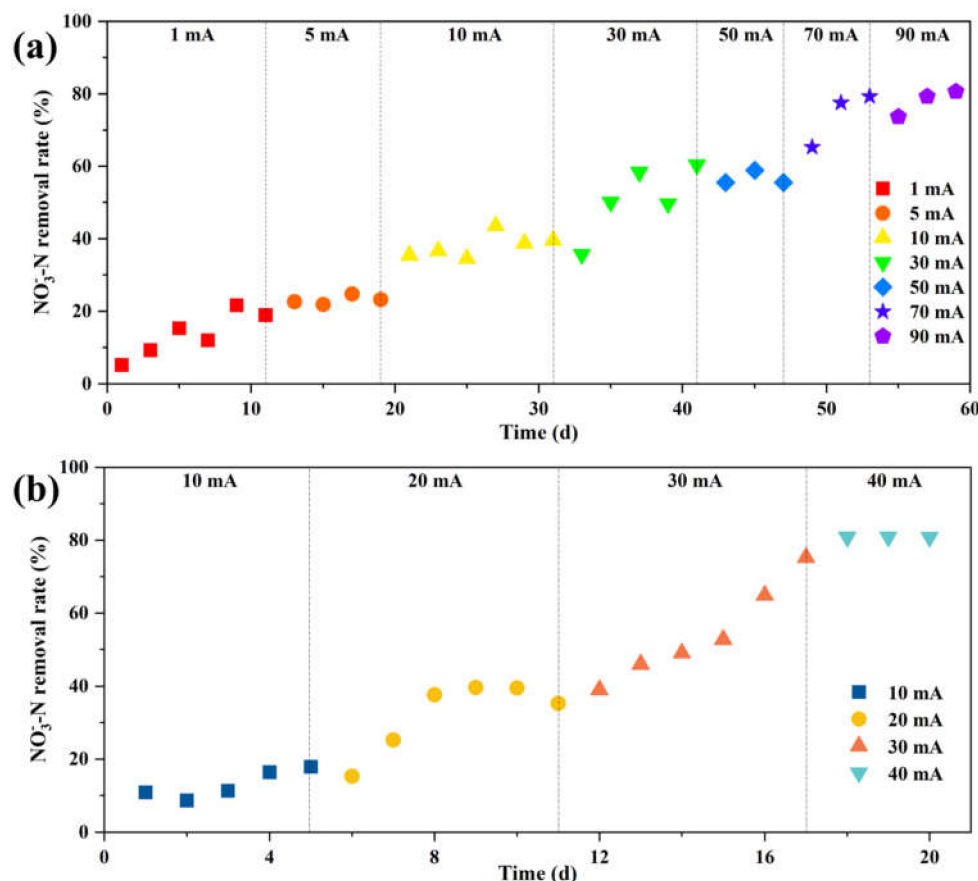 (a)
1 mA 5 mA 10 mA 30 mA 50 mA 70 mA 90 mA
100
80
60
40
20
0
NO₃⁻-N removal rate (%)
1 mA
5 mA
10 mA
30 mA
50 mA
70 mA
90 mA
0 10 20 30 40 50 60
Time (d)
(b)
10 mA 20 mA 30 mA 40 mA
100
80
60
40
20
0
NO₃⁻-N removal rate (%)
10 mA
20 mA
30 mA
40 mA
0 4 8 12 16 20
Time (d)